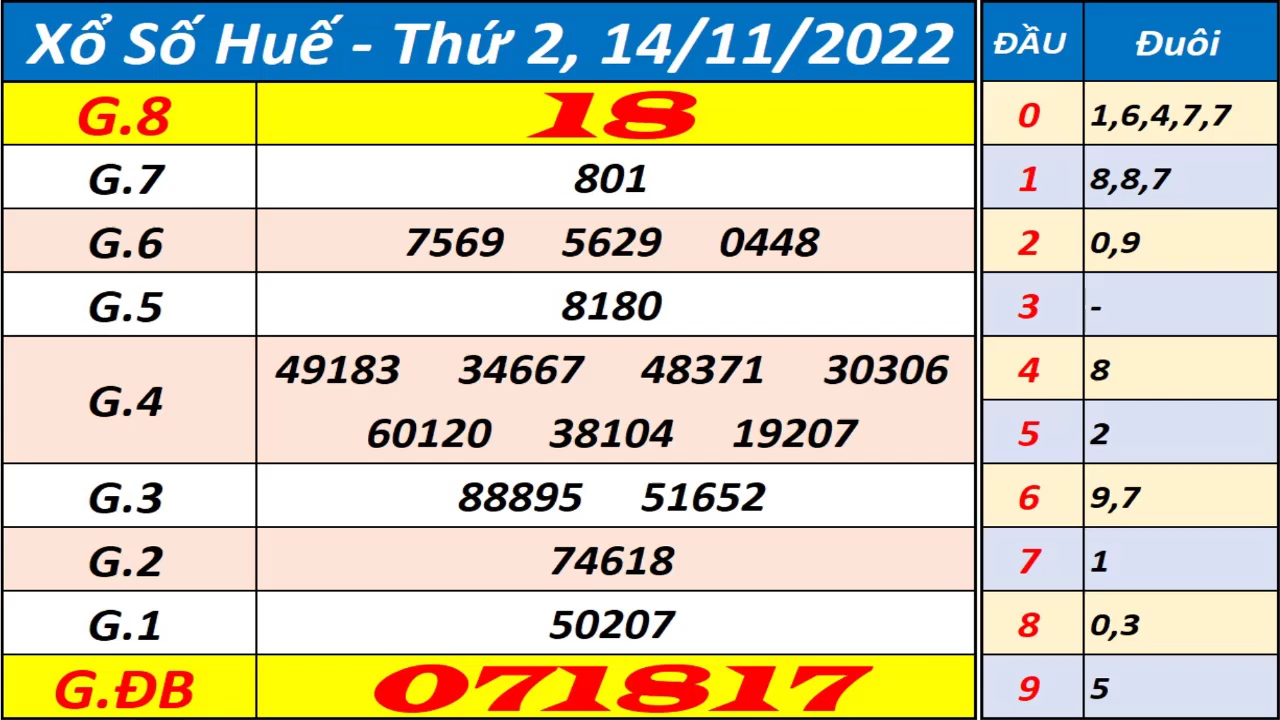 Xổ Số Huế - Thứ 2, 14/11/2022
G.8 18
G.7 801
G.6 7569 5629 0448
G.5 8180
G.4 49183 34667 48371 30306
60120 38104 19207
G.3 88895 51652
G.2 74618
G.1 50207
G.ĐB 071817
ĐẦU Đuôi
0 1,6,4,7,7
1 8,8,7
2 0,9
3 -
4 8
5 2
6 9,7
7 1
8 0,3
9 5